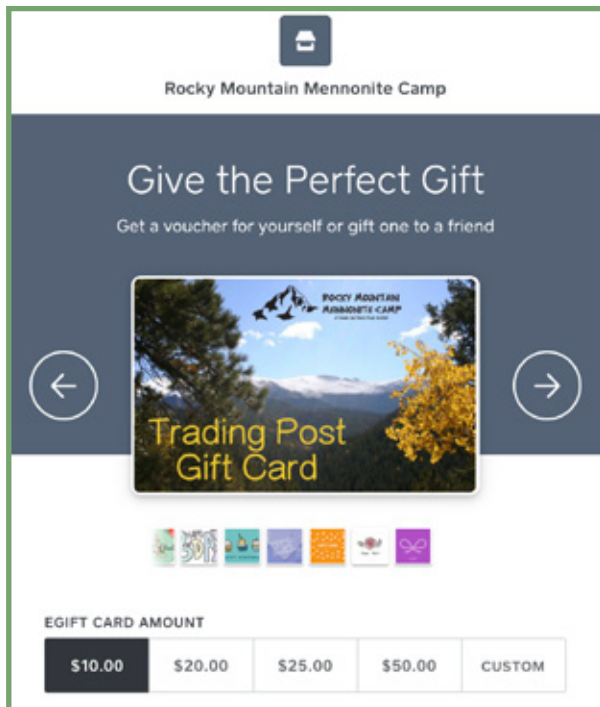 Rocky Mountain Mennonite Camp
Give the Perfect Gift
Get a voucher for yourself or gift one to a friend
ROCKY MOUNTAIN
MENNONITE CAMP
Trading Post
Gift Card
EGIFT CARD AMOUNT
$10.00 $20.00 $25.00 $50.00 CUSTOM